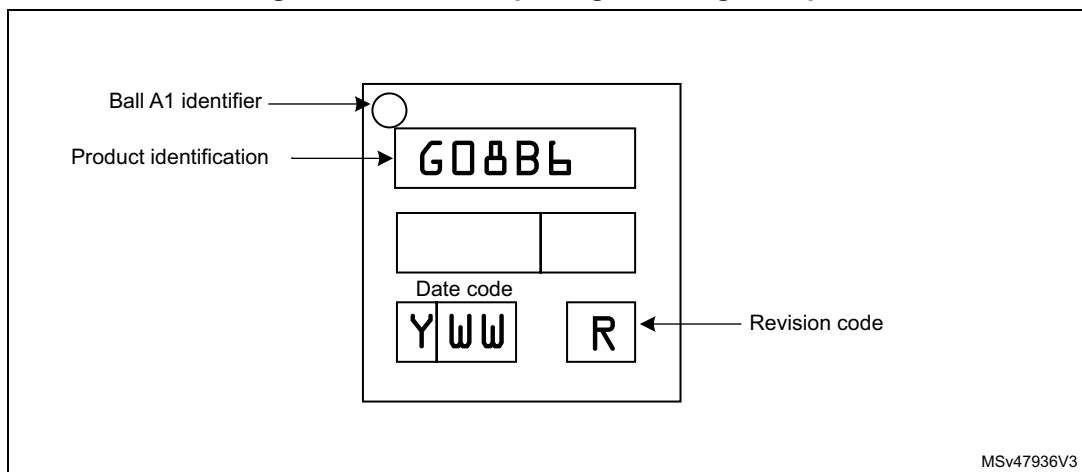 Ball A1 identifier
Product identification
G08B6
Date code
Y WW
R
Revision code
MSv47936V3